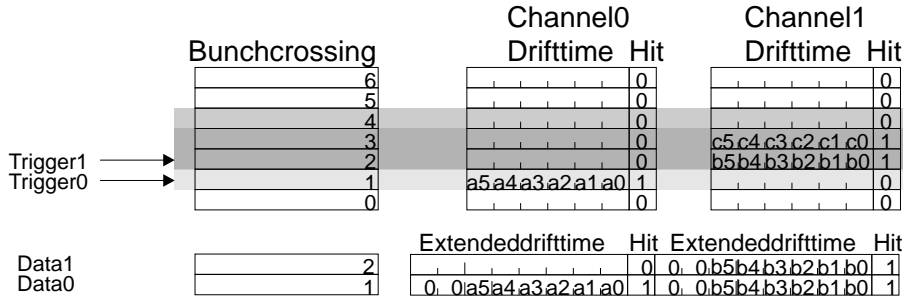 Channel0 Channel1
Bunchcrossing Drifttime Hit Drifttime Hit
6 0 0
5 0 0
4 0 0
3 0 c5 c4 c3 c2 c1 c0 1
Trigger1 2 0 b5 b4 b3 b2 b1 b0 1
Trigger0 1 a5 a4 a3 a2 a1 a0 1 0
0 0 0
Extendeddrifttime Hit Extendeddrifttime Hit
Data1 2 0 0 0 b5 b4 b3 b2 b1 b0 1
Data0 1 0 0 a5 a4 a3 a2 a1 a0 1 0 0 b5 b4 b3 b2 b1 b0 1